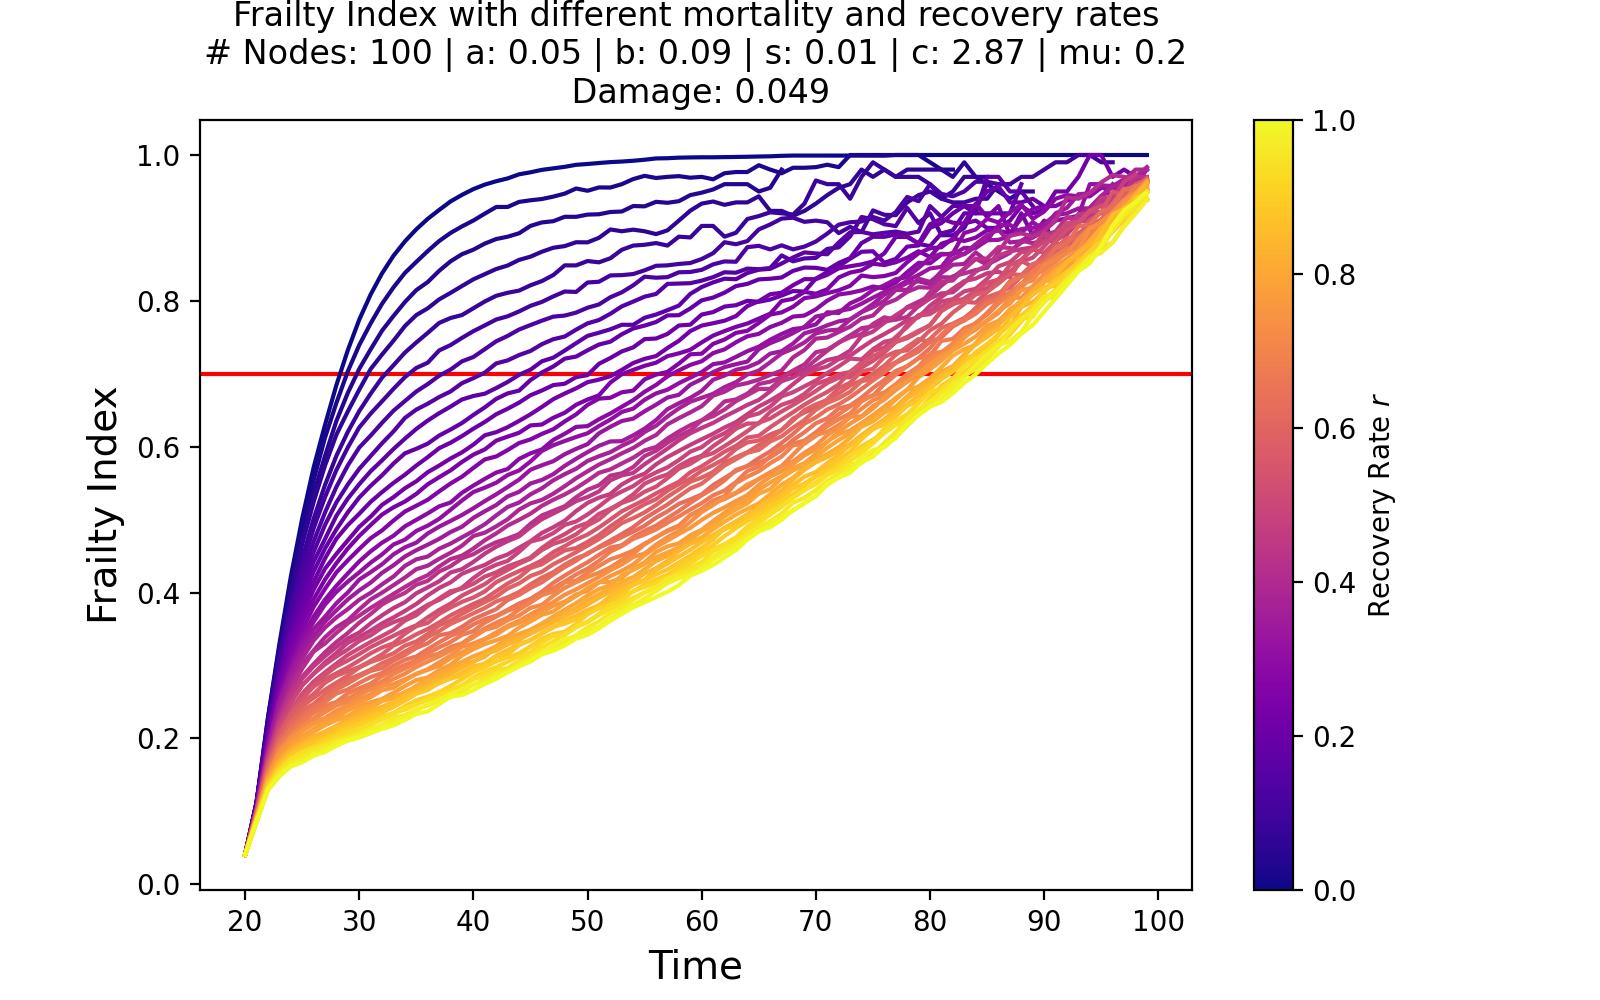 Frailty Index with different mortality and recovery rates
# Nodes: 100 | a: 0.05 | b: 0.09 | s: 0.01 | c: 2.87 | mu: 0.2
Damage: 0.049
Frailty Index
1.0
0.8
0.6
0.4
0.2
0.0
20 30 40 50 60 70 80 90 100
Time
1.0
0.8
0.6
0.4
0.2
0.0
Recovery Rate r